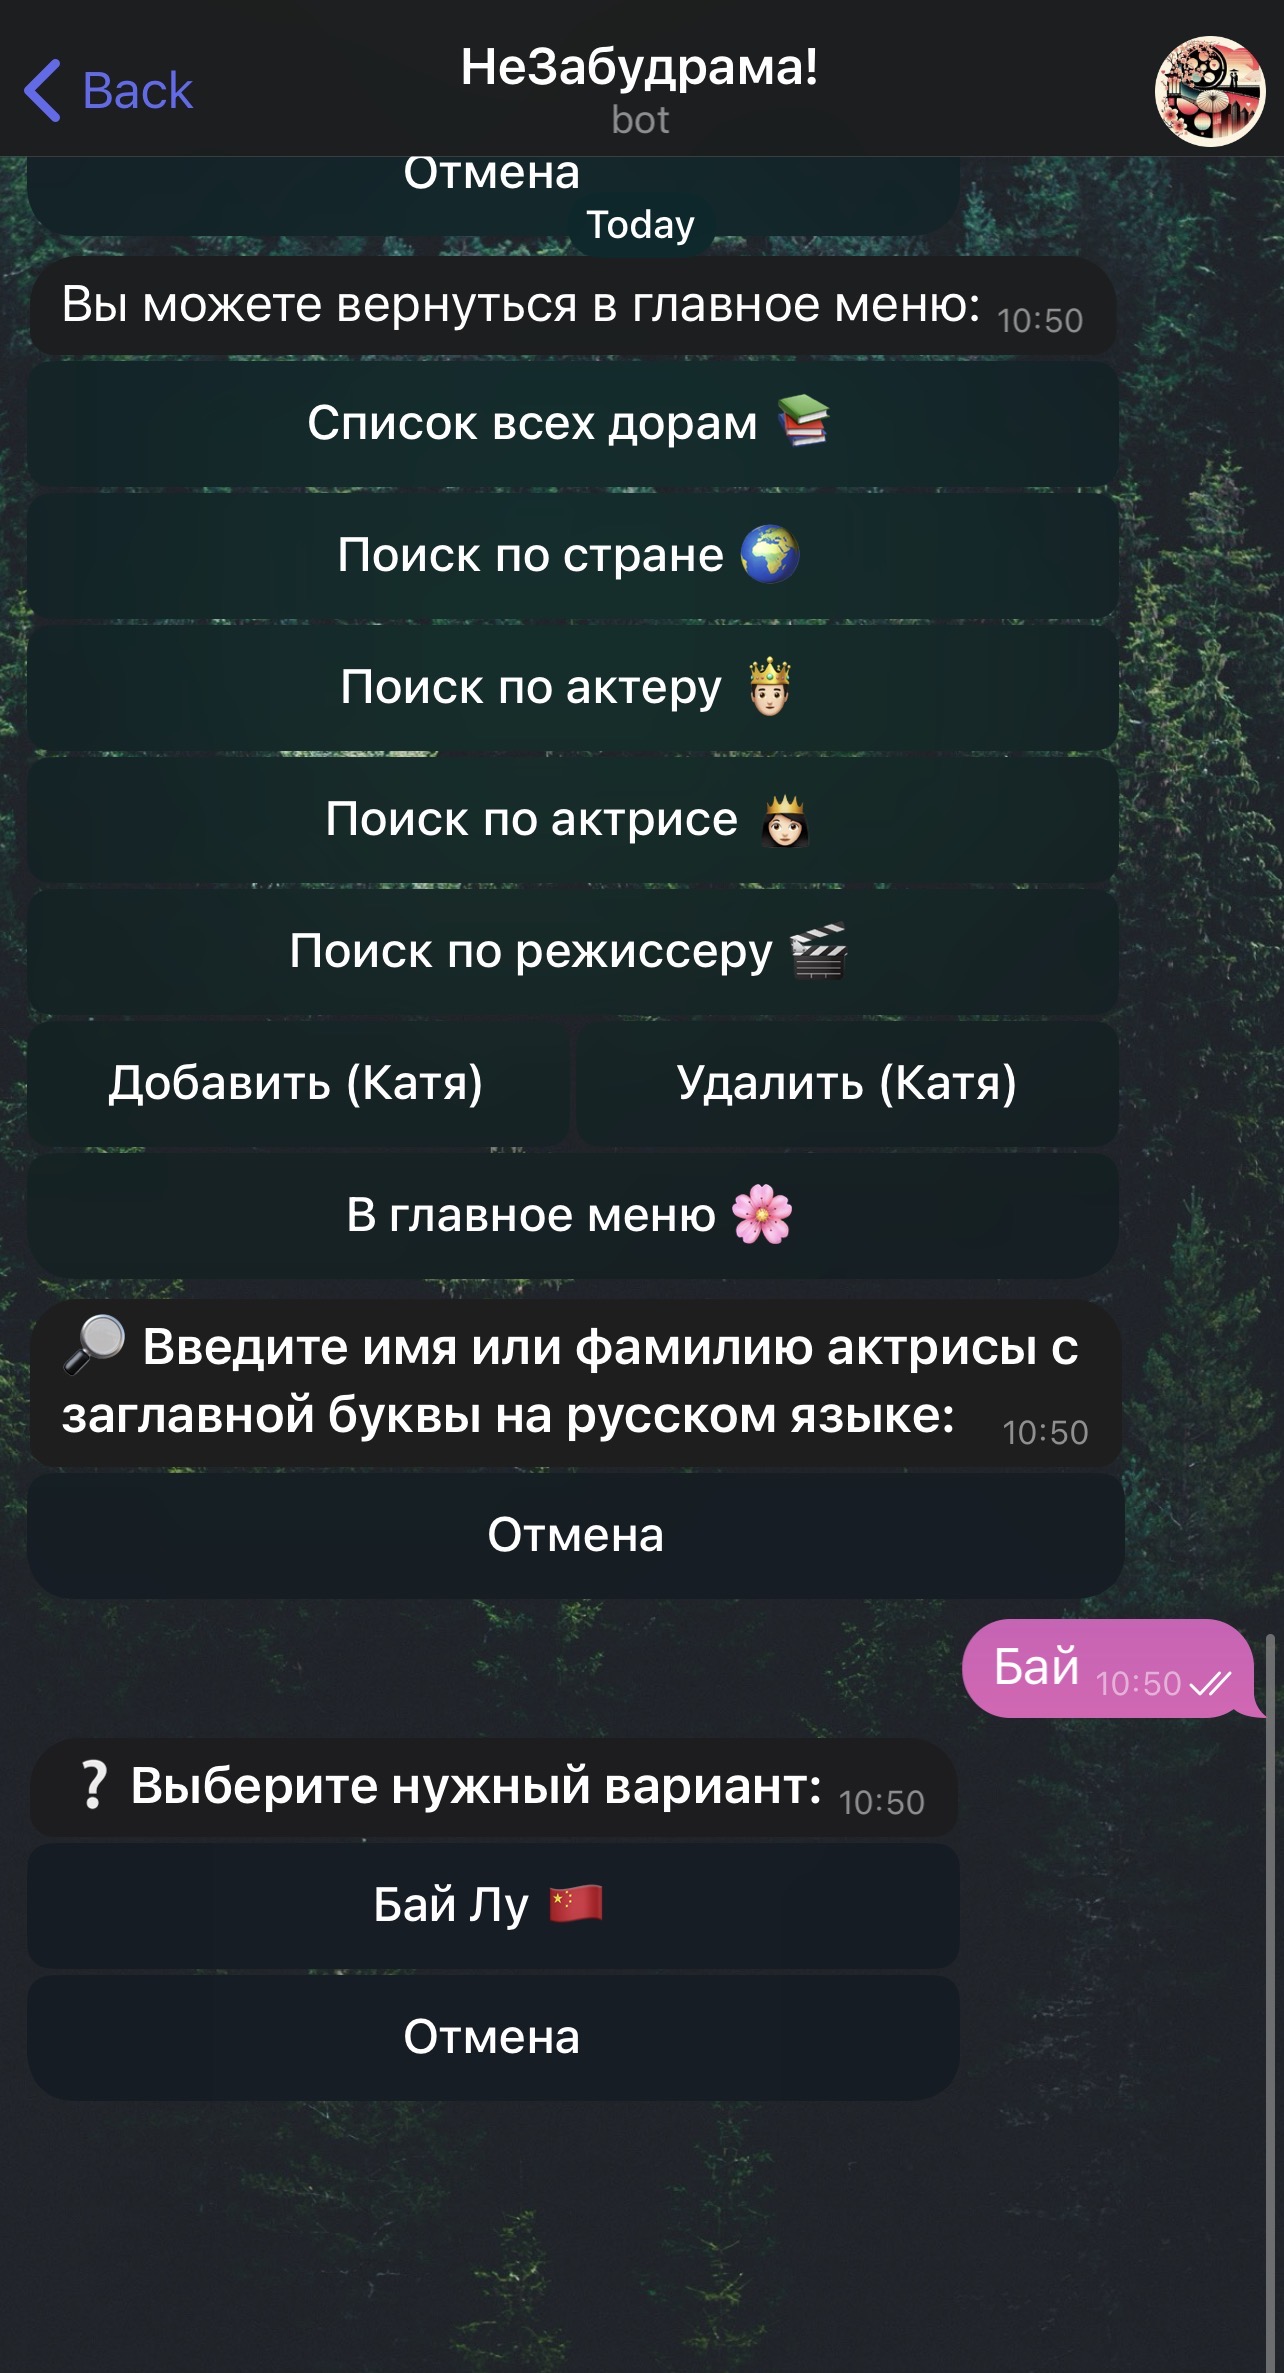 Back
НеЗабудрама!
bot
Отмена
Today
Вы можете вернуться в главное меню: 10:50
Список всех дорам 📚
Поиск по стране 🌍
Поиск по актеру 🤴🏻
Поиск по актрисе 👸🏻
Поиск по режиссеру 🎬
Добавить (Катя) Удалить (Катя)
В главное меню 🌸
🔎 Введите имя или фамилию актрисы с
заглавной буквы на русском языке: 10:50
Отмена
Бай 10:50
❔ Выберите нужный вариант: 10:50
Бай Лу 🇨🇳
Отмена